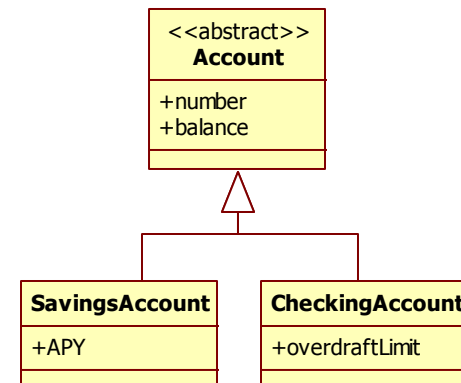 <<abstract>>
Account
+number
+balance
SavingsAccount
CheckingAccount
+APY
+overdraftLimit